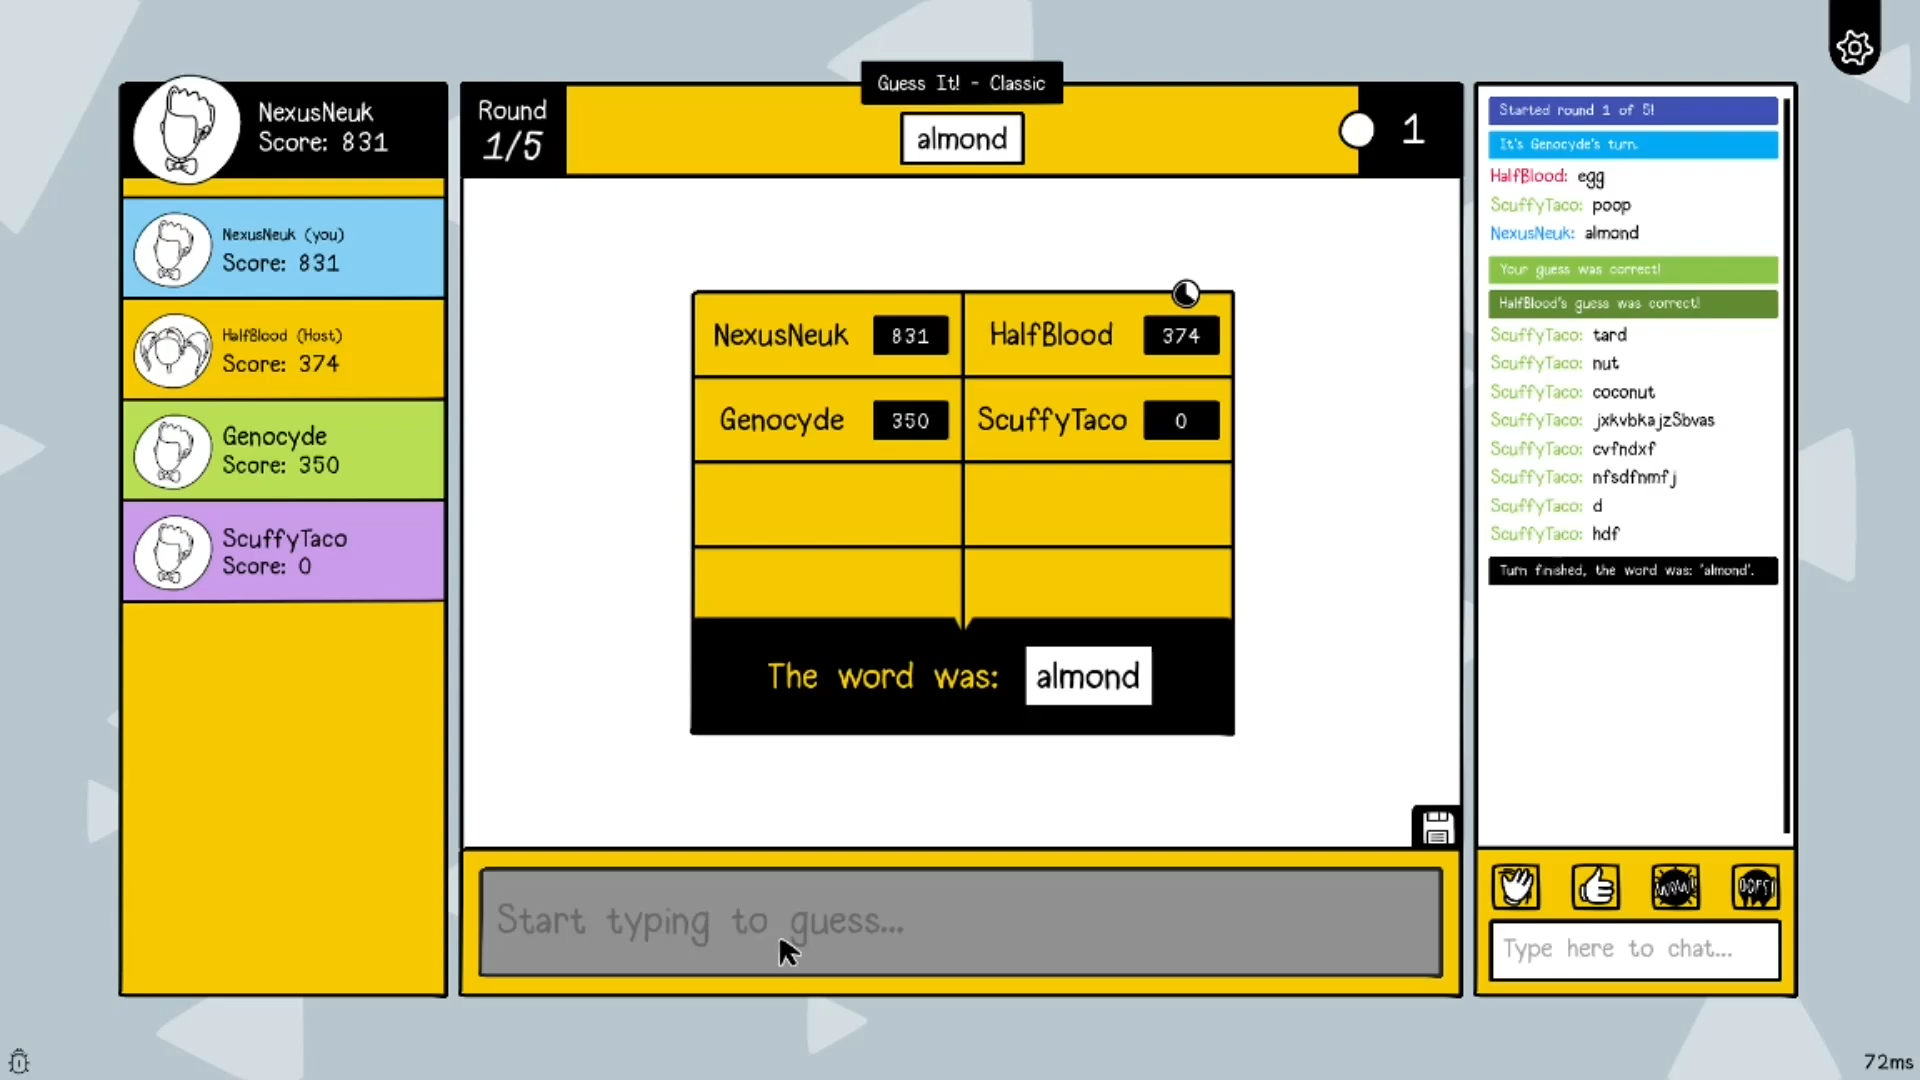 Guess It! - Classic
NexusNeuk
Score: 831
Round
1/5
almond
1
NexusNeuk (you)
Score: 831
HalfBlood (Host)
Score: 374
Genocyde
Score: 350
ScuffyTaco
Score: 0
NexusNeuk 831 HalfBlood 374
Genocyde 350 ScuffyTaco 0
The word was: almond
Start typing to guess...
Started round 1 of 5!
It's Genocyde's turn.
HalfBlood: egg
ScuffyTaco: poop
NexusNeuk: almond
Your guess was correct!
HalfBlood's guess was correct!
ScuffyTaco: tard
ScuffyTaco: nut
ScuffyTaco: coconut
ScuffyTaco: jxkvbkajzSbvas
ScuffyTaco: cvfndxf
ScuffyTaco: nfsdfnmfj
ScuffyTaco: d
ScuffyTaco: hdf
Turn finished, the word was: 'almond'.
WOW!
OOPS!
Type here to chat...
72ms